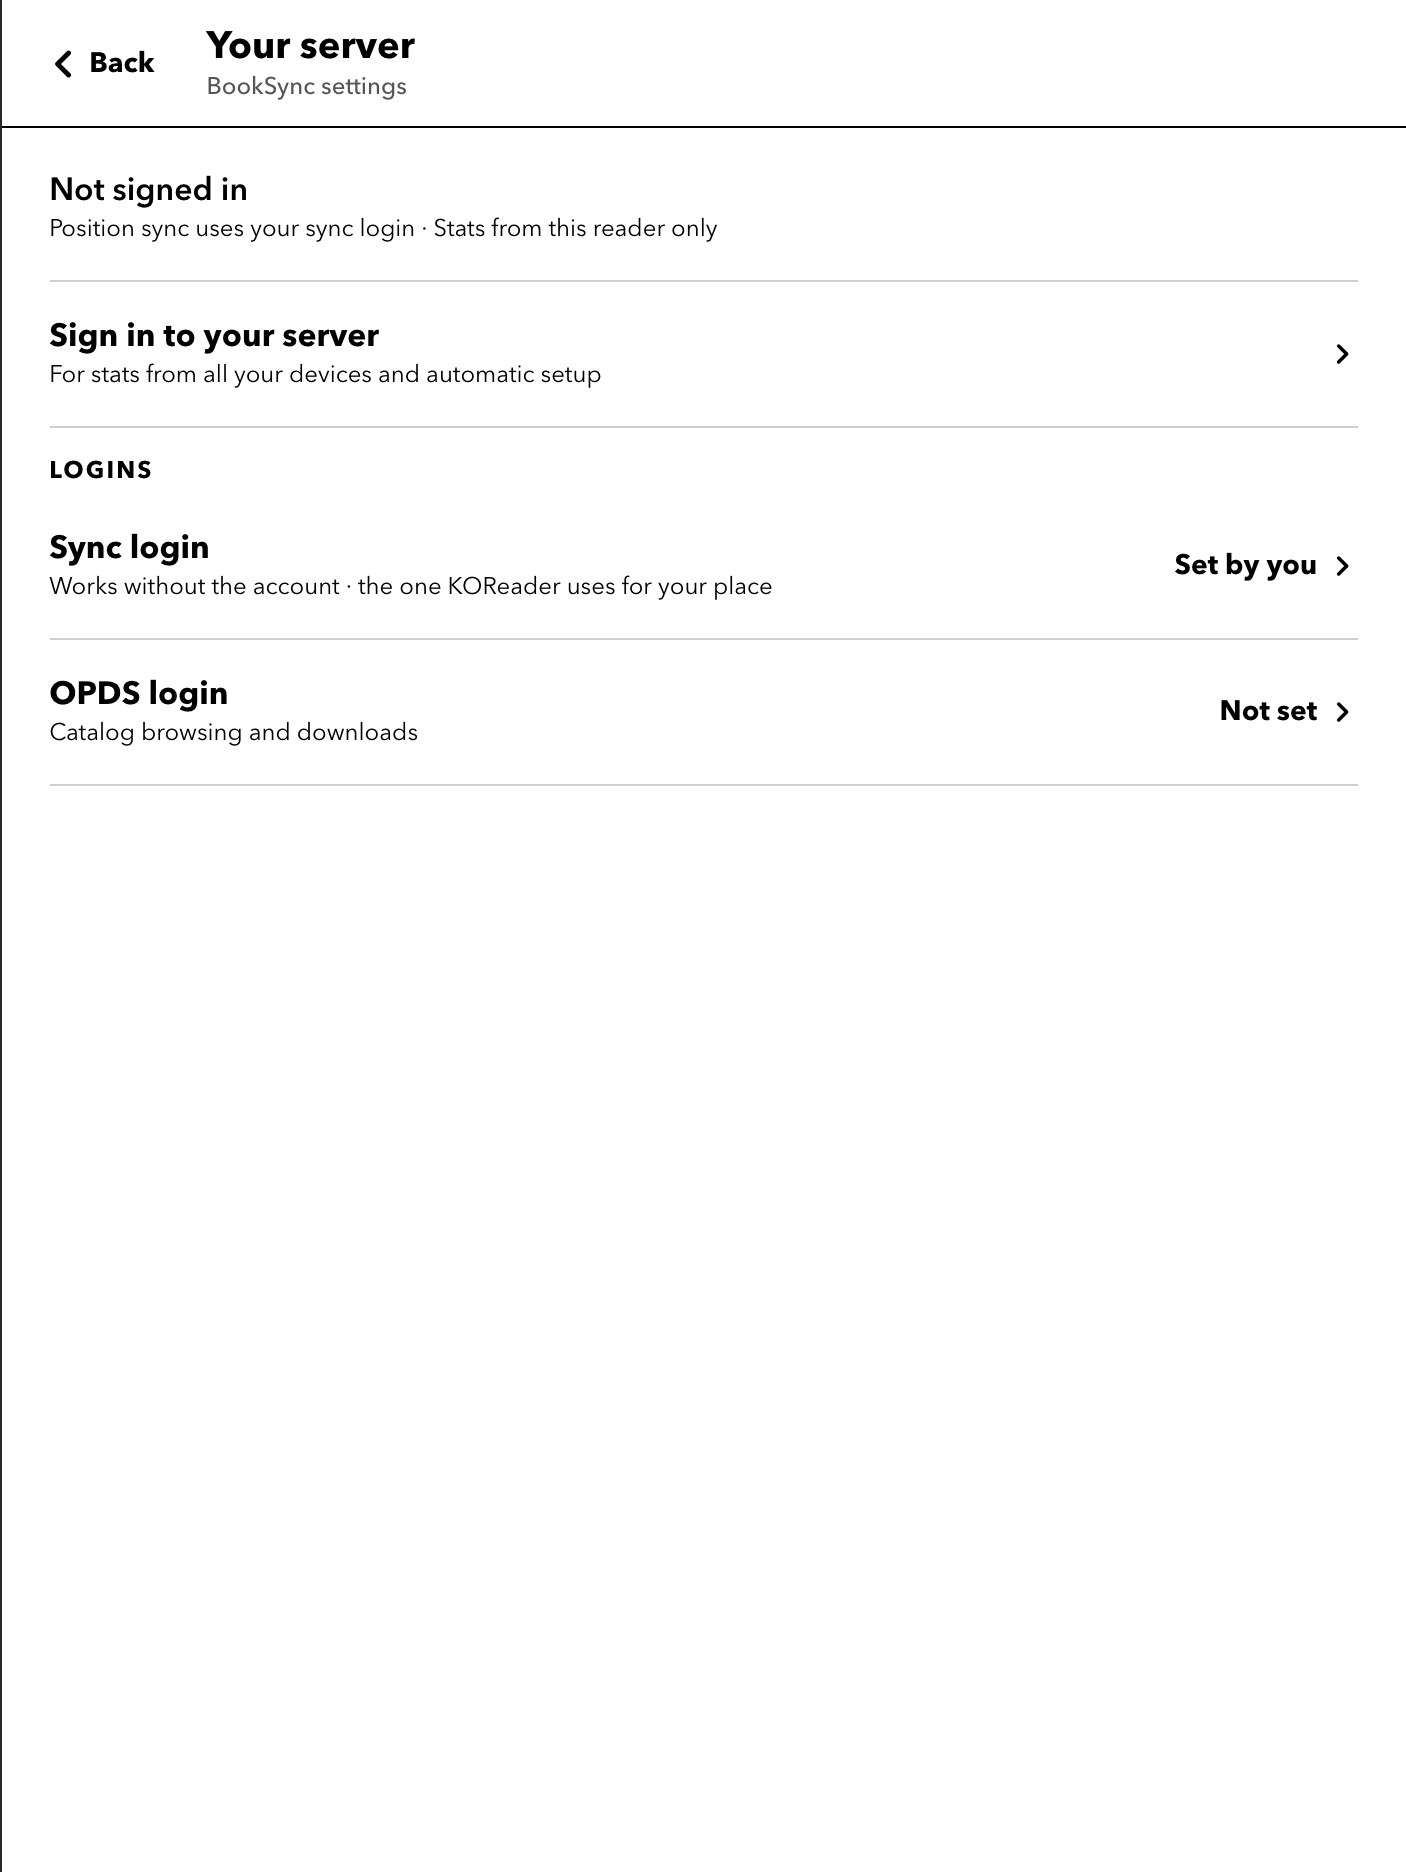 Back
Your server
BookSync settings
Not signed in
Position sync uses your sync login · Stats from this reader only
Sign in to your server
For stats from all your devices and automatic setup
LOGINS
Sync login
Works without the account · the one KOReader uses for your place
Set by you
OPDS login
Catalog browsing and downloads
Not set